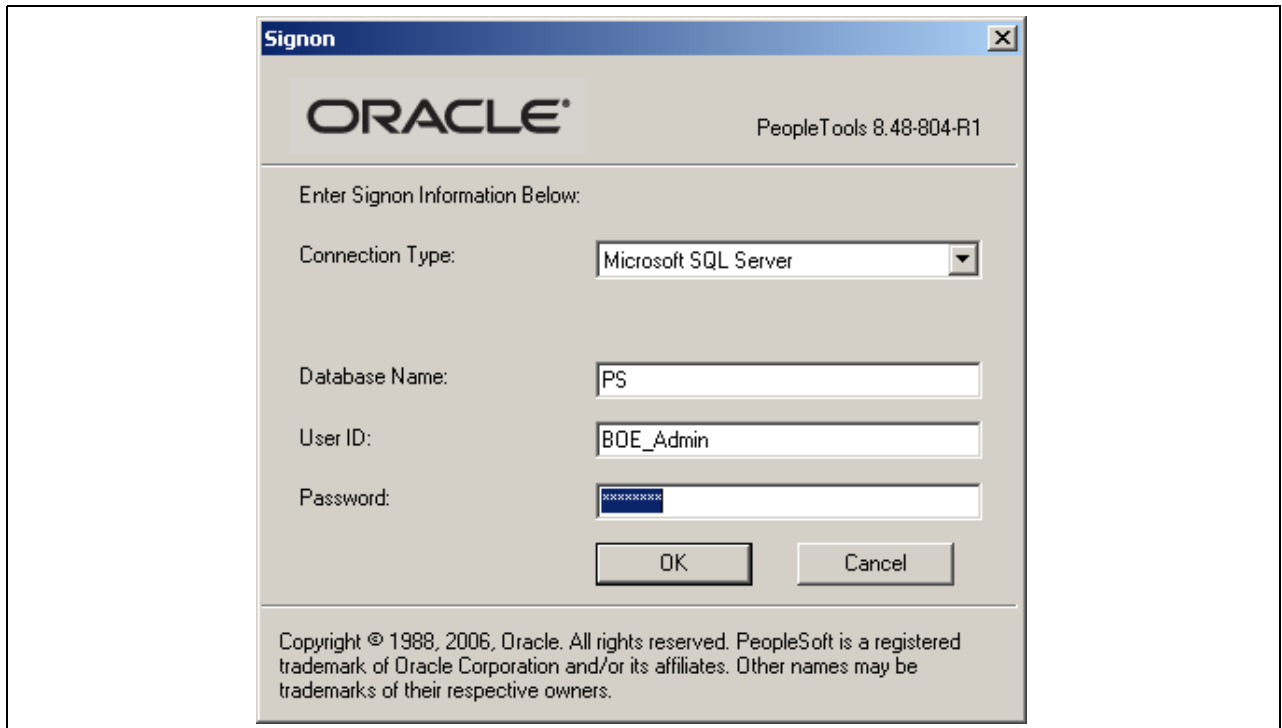 Signon
ORACLE
PeopleTools 8.48-804-R1
Enter Signon Information Below:
Connection Type: Microsoft SQL Server
Database Name: PS
User ID: BOE_Admin
Password: ********
OK Cancel
Copyright © 1988, 2006, Oracle. All rights reserved. PeopleSoft is a registered
trademark of Oracle Corporation and/or its affiliates. Other names may be
trademarks of their respective owners.